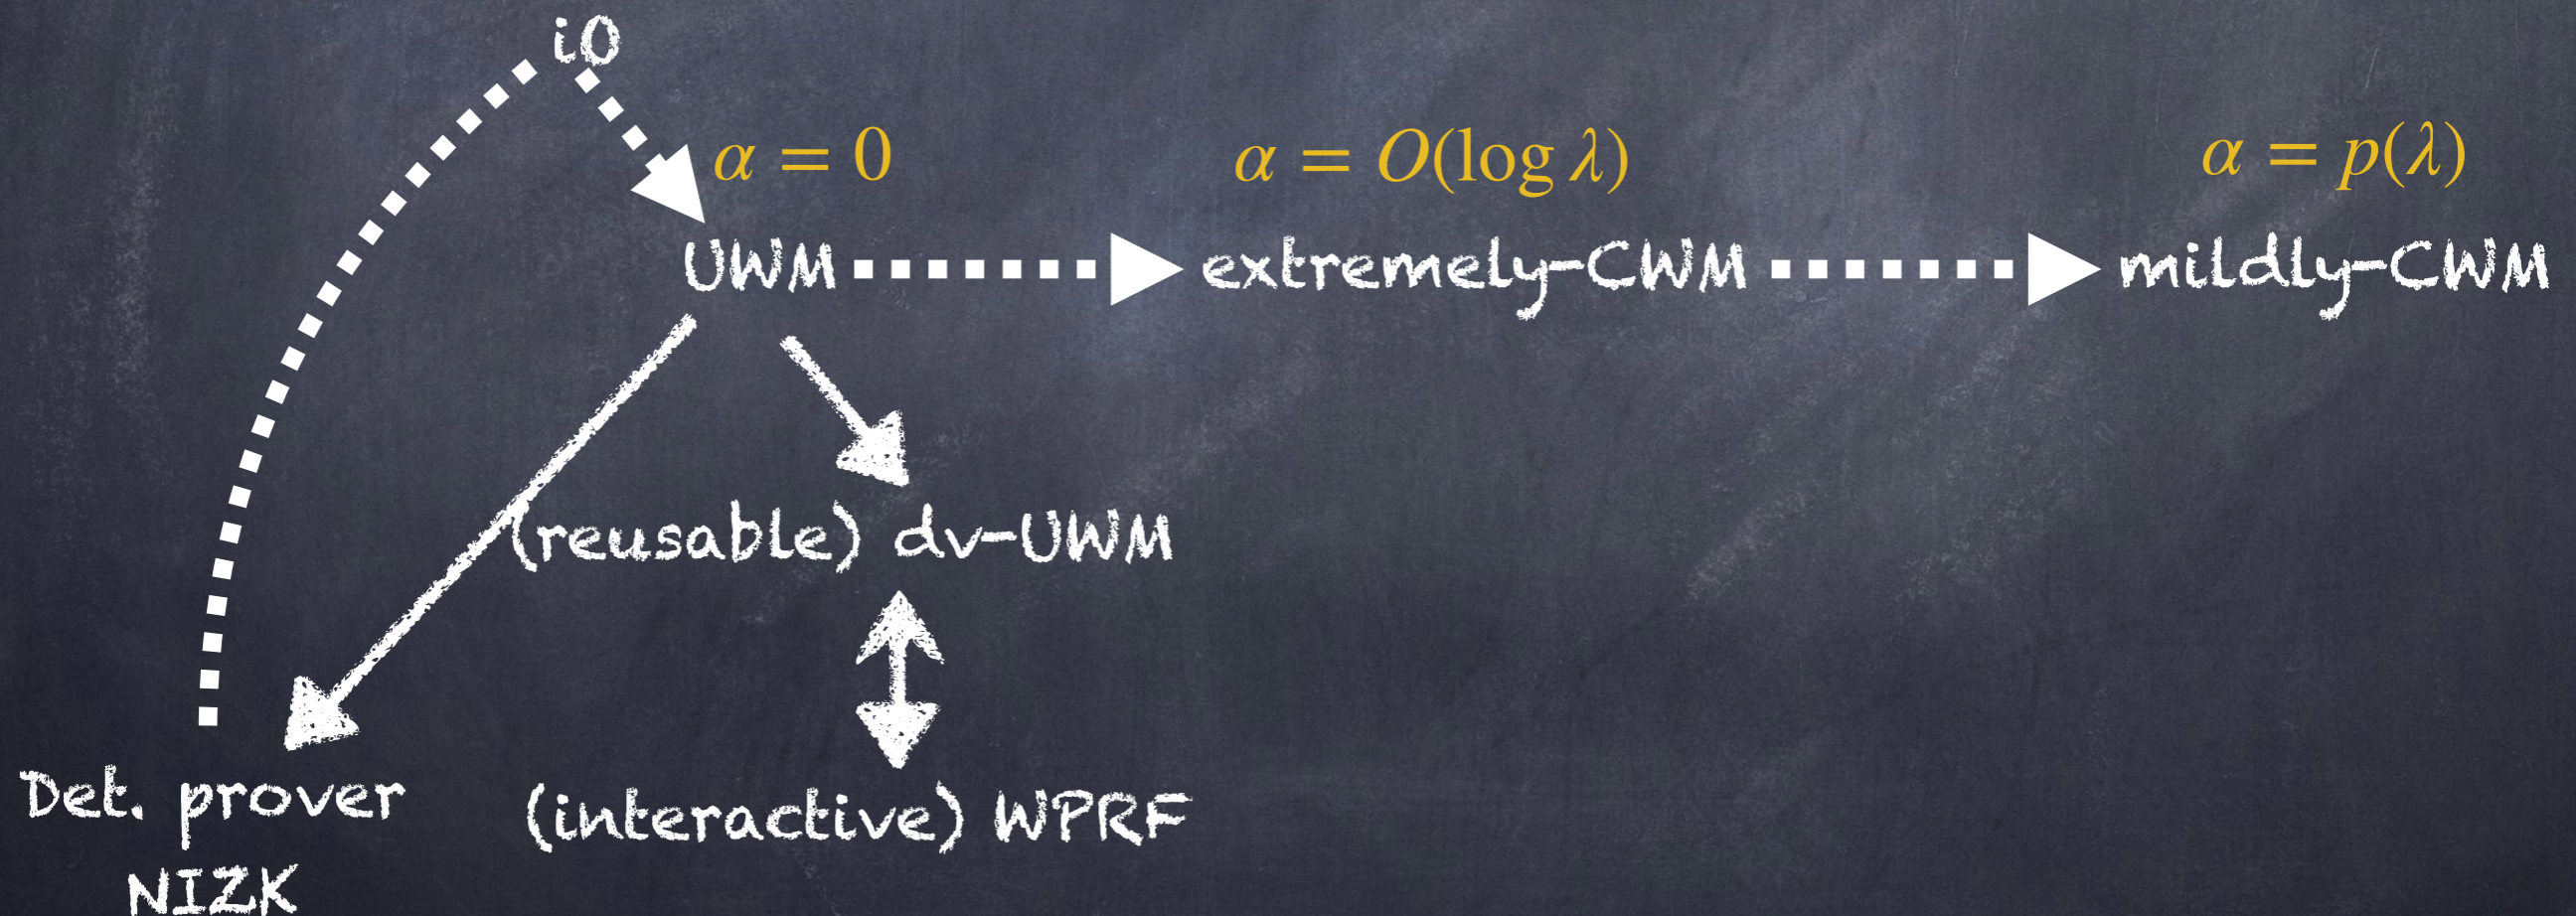 iO
α = 0
α = O(log λ)
α = p(λ)
UWM
extremely-CWM
mildly-CWM
(reusable) dv-UWM
Det. prover
NIZK
(interactive) WPRF